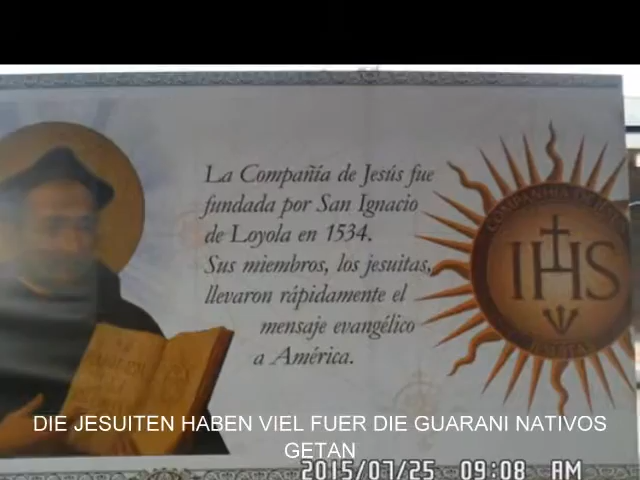 La Compañía de Jesús fue
fundada por San Ignacio
de Loyola en 1534.
Sus miembros, los jesuitas,
llevaron rápidamente el
mensaje evangélico
a América.
IHS
DIE JESUITEN HABEN VIEL FUER DIE GUARANI NATIVOS
GETAN
2015/07/25 09:08 AM